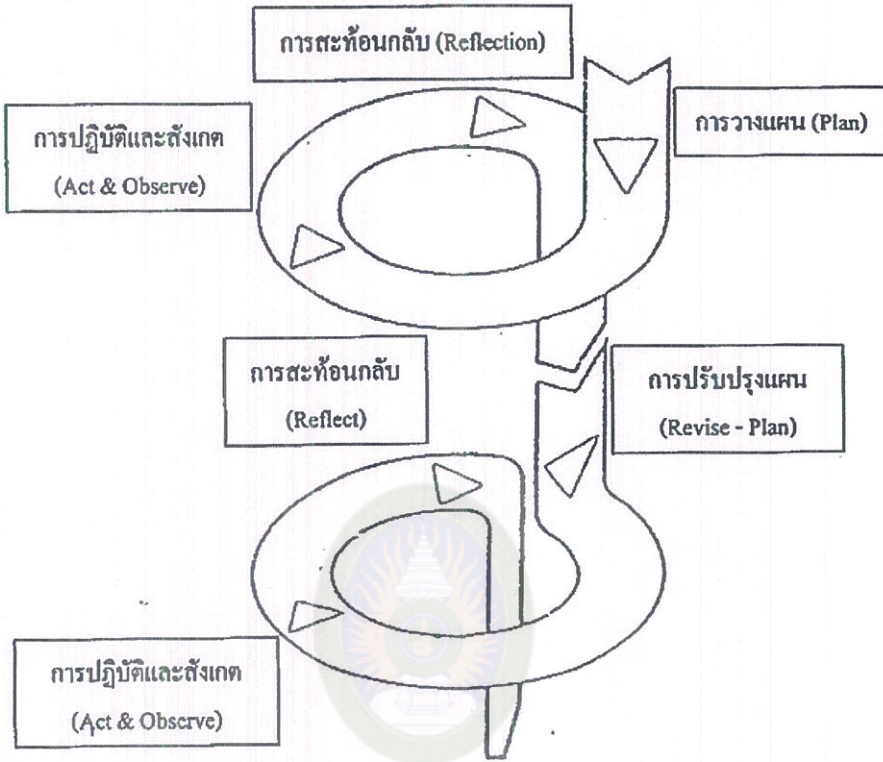 การสะท้อนกลับ (Reflection)
การวางแผน (Plan)
การปฏิบัติและสังเกต
(Act & Observe)
การสะท้อนกลับ
(Reflect)
การปรับปรุงแผน
(Revise - Plan)
การปฏิบัติและสังเกต
(Act & Observe)